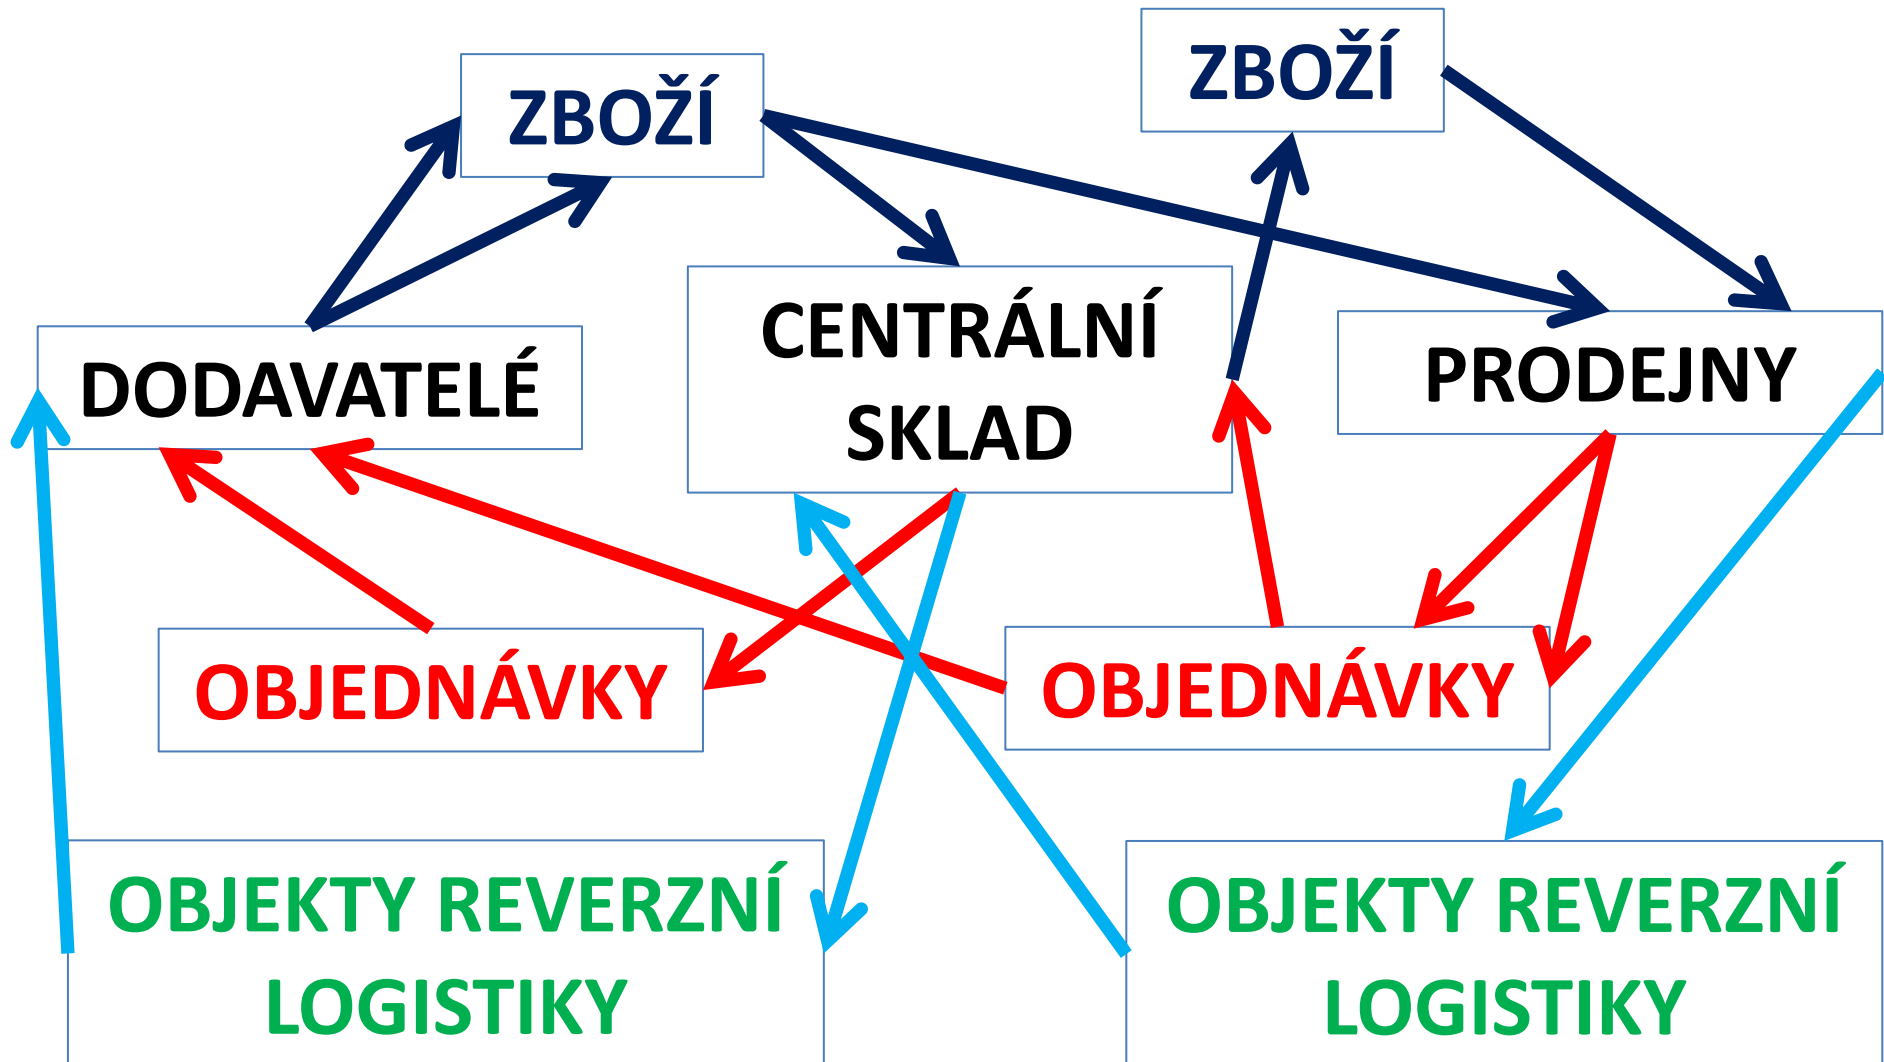 ZBOŽÍ
ZBOŽÍ
DODAVATELÉ
CENTRÁLNÍ
SKLAD
PRODEJNY
OBJEDNÁVKY
OBJEDNÁVKY
OBJEKTY REVERZNÍ
LOGISTIKY
OBJEKTY REVERZNÍ
LOGISTIKY